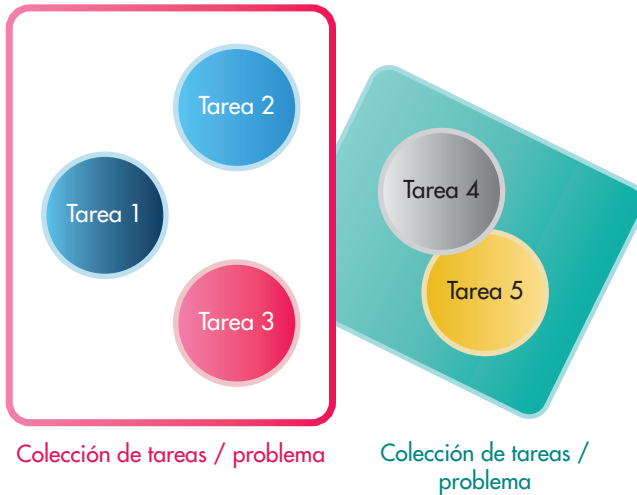 Tarea 2
Tarea 1
Tarea 3
Tarea 4
Tarea 5
Colección de tareas / problema
Colección de tareas /
problema